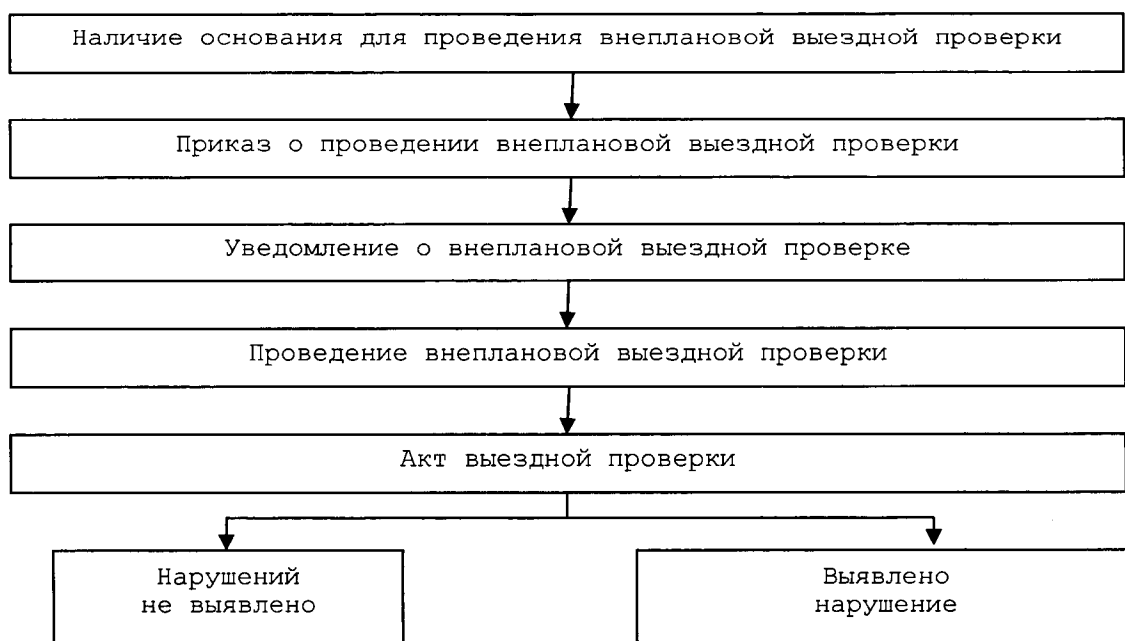 Наличие основания для проведения внеплановой выездной проверки
Приказ о проведении внеплановой выездной проверки
Уведомление о внеплановой выездной проверке
Проведение внеплановой выездной проверки
Акт выездной проверки
Нарушений
не выявлено
Выявлено
нарушение